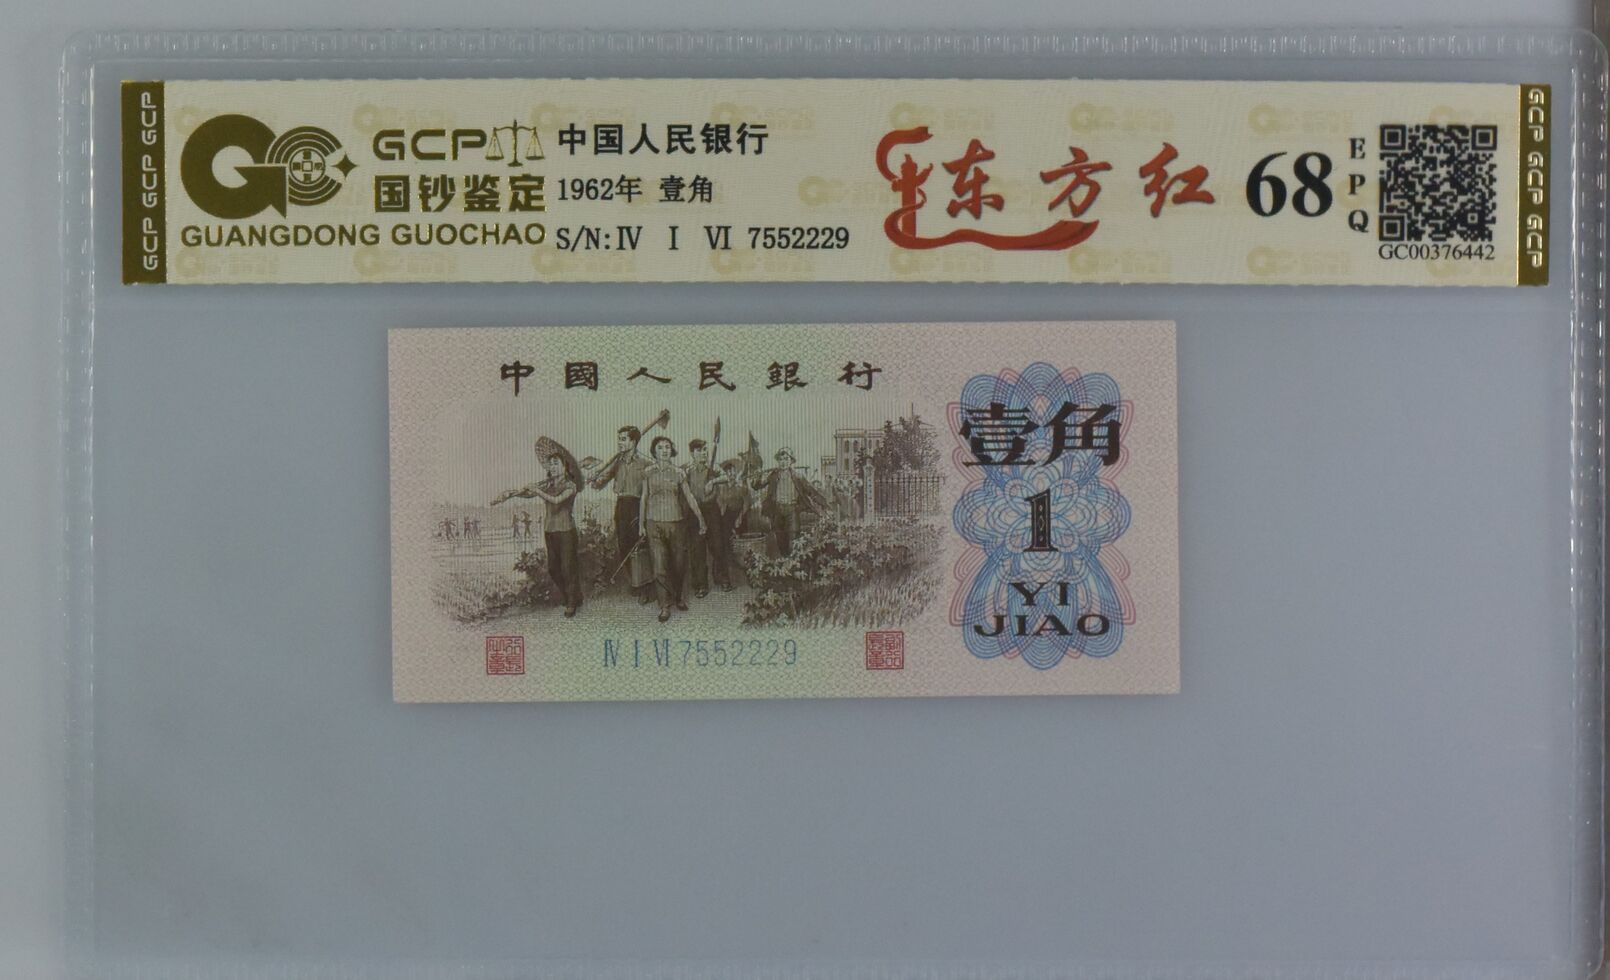 GCP GCP GCP
GCP
国钞鉴定
GUANGDONG GUOCHAO
中国人民银行
1962年 壹角
S/N:Ⅳ Ⅰ Ⅵ 7552229
东方红
68
EPQ
GC00376442
GCP GCP GCP
中國人民銀行
壹角
1
YI
JIAO
Ⅳ Ⅰ Ⅵ 7552229